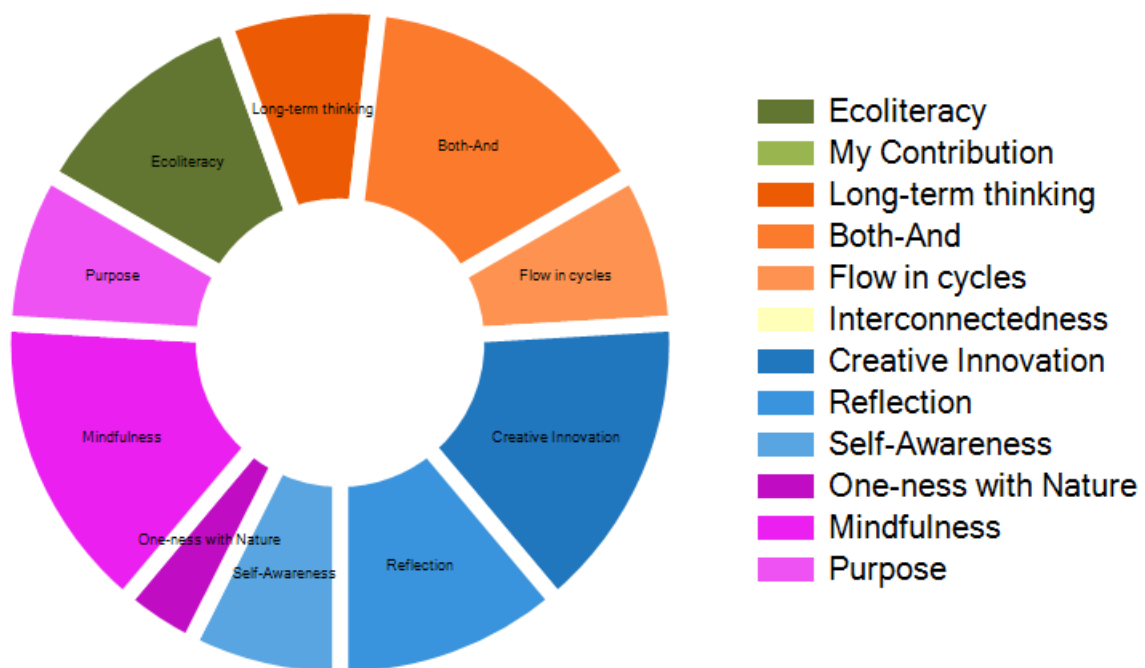 Long-term thinking
Both-And
Ecoliteracy
Purpose
Flow in cycles
Mindfulness
Creative Innovation
One-ness with Nature
Self-Awareness
Reflection
Ecoliteracy
My Contribution
Long-term thinking
Both-And
Flow in cycles
Interconnectedness
Creative Innovation
Reflection
Self-Awareness
One-ness with Nature
Mindfulness
Purpose